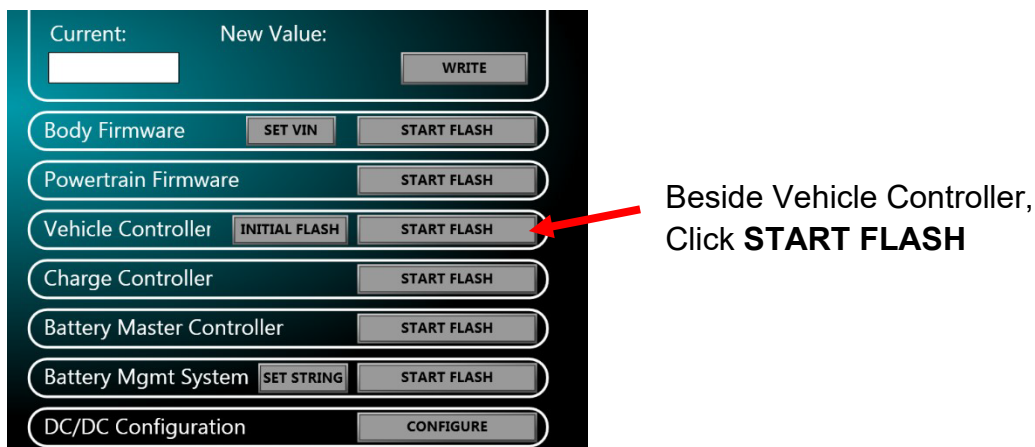 Current: New Value:
WRITE
Body Firmware SET VIN START FLASH
Powertrain Firmware START FLASH
Vehicle Controller INITIAL FLASH START FLASH
Charge Controller START FLASH
Battery Master Controller START FLASH
Battery Mgmt System SET STRING START FLASH
DC/DC Configuration CONFIGURE
Beside Vehicle Controller,
Click START FLASH